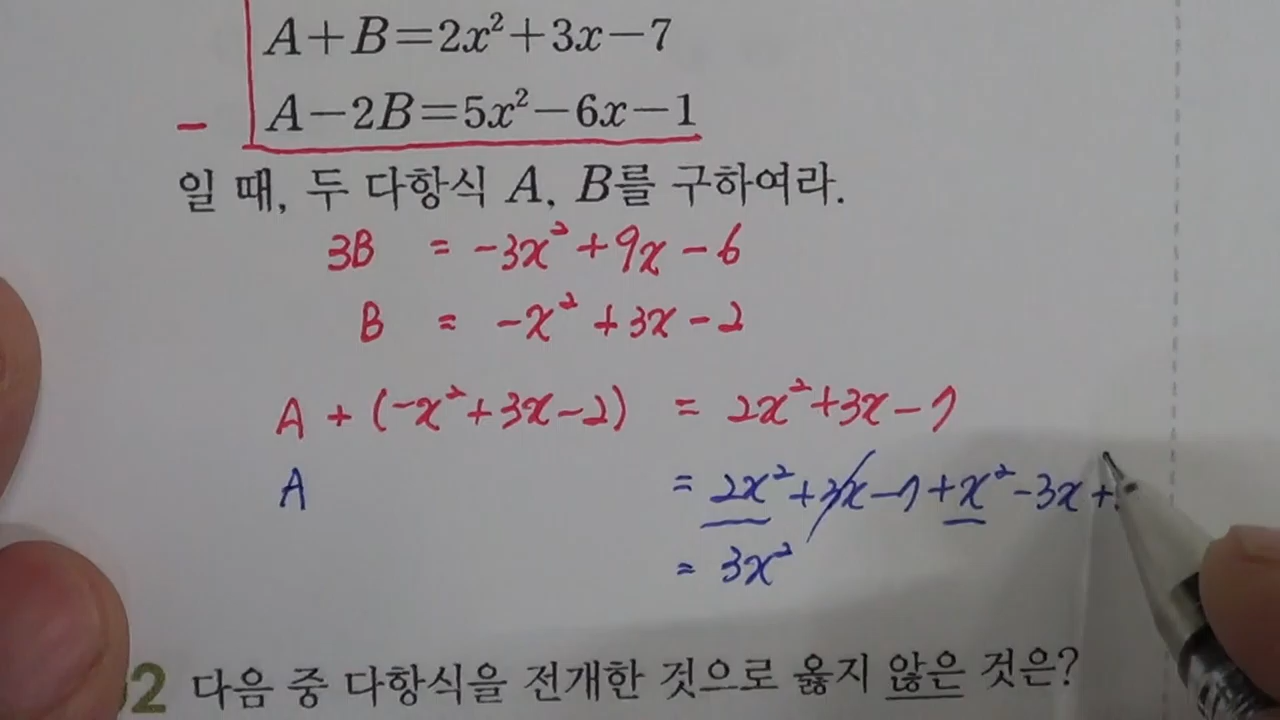 A+B=2x²+3x−7
− A−2B=5x²−6x−1
일 때, 두 다항식 A, B를 구하여라.
3B = −3x²+9x−6
B = −x²+3x−2
A + (−x²+3x−2) = 2x²+3x−7
A = 2x²+3x−7+x²−3x+
= 3x²
2 다음 중 다항식을 전개한 것으로 옳지 않은 것은?